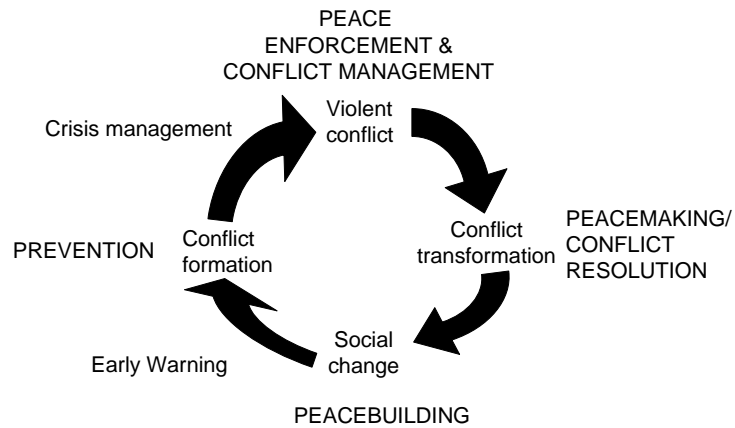 PEACE
ENFORCEMENT &
CONFLICT MANAGEMENT
Violent
conflict
Crisis management
Conflict
transformation
PEACEMAKING/
CONFLICT
RESOLUTION
PREVENTION
Conflict
formation
Social
change
Early Warning
PEACEBUILDING